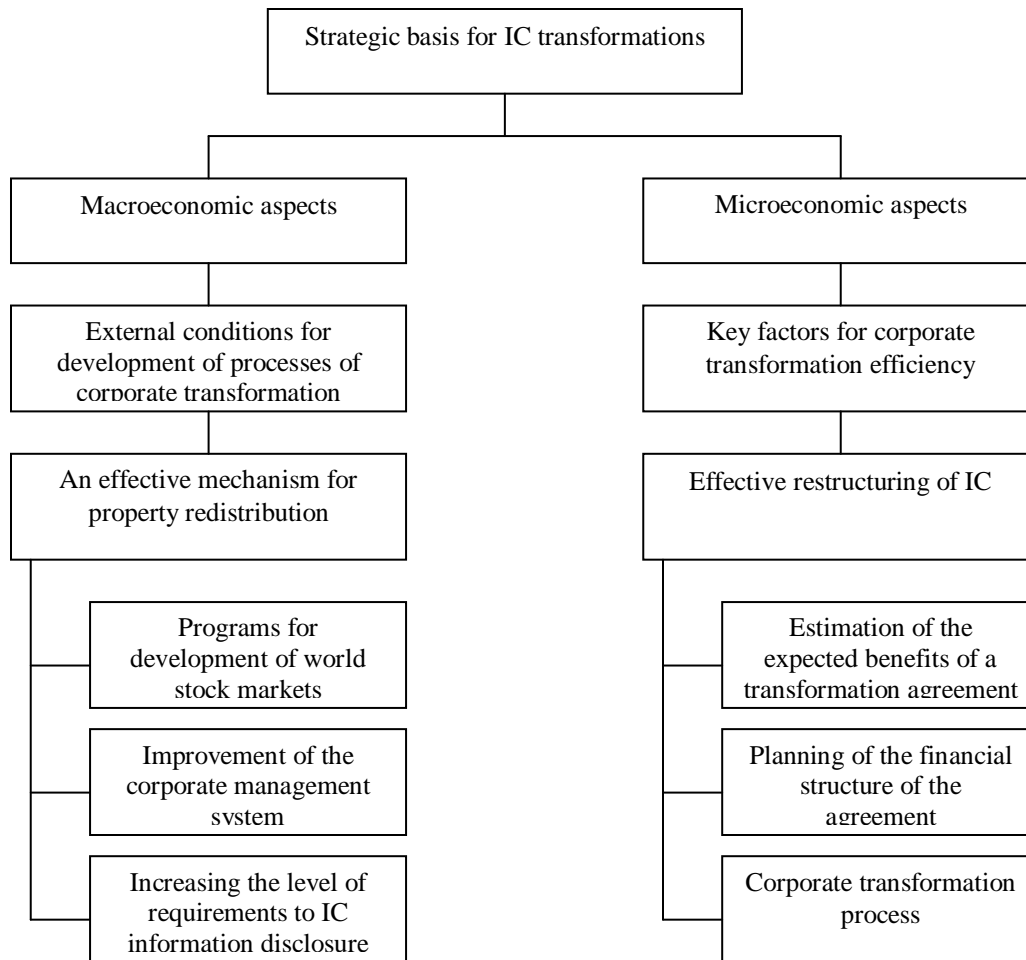 Strategic basis for IC transformations
Macroeconomic aspects
Microeconomic aspects
External conditions for
development of processes of
corporate transformation
Key factors for corporate
transformation efficiency
An effective mechanism for
property redistribution
Effective restructuring of IC
Programs for
development of world
stock markets
Estimation of the
expected benefits of a
transformation agreement
Improvement of the
corporate management
system
Planning of the financial
structure of the
agreement
Increasing the level of
requirements to IC
information disclosure
Corporate transformation
process